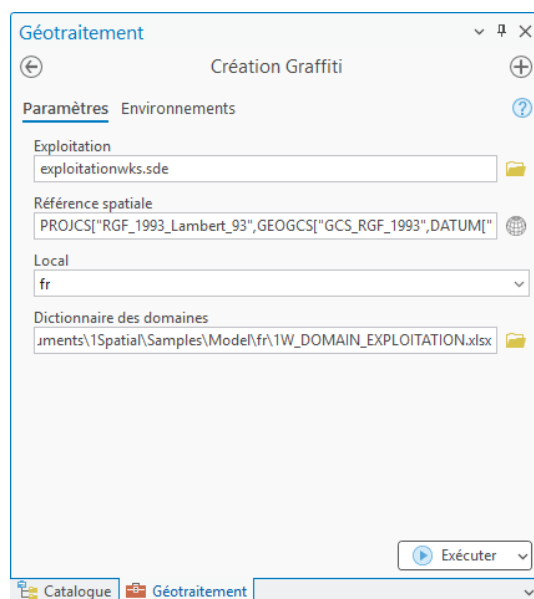 Géotraitement
Création Graffiti
Paramètres Environnements
Exploitation
exploitationwks.sde
Référence spatiale
PROJCS["RGF_1993_Lambert_93",GEOGCS["GCS_RGF_1993",DATUM["
Local
fr
Dictionnaire des domaines
uments\1Spatial\Samples\Model\fr\1W_DOMAIN_EXPLOITATION.xlsx
Exécuter
Catalogue Géotraitement